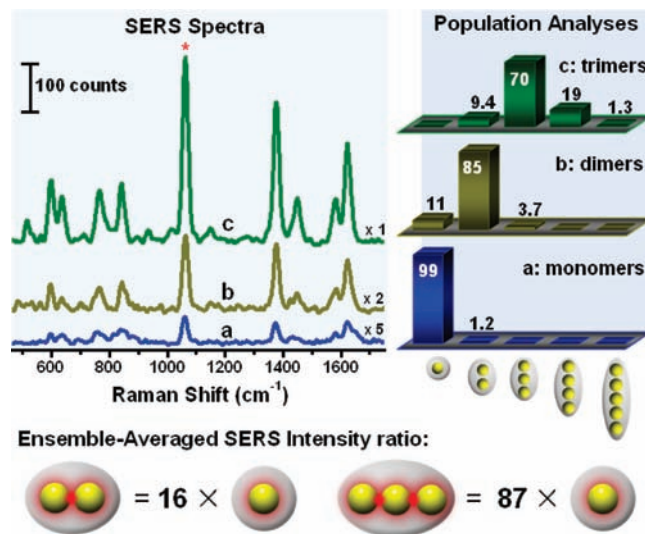 SERS Spectra
*
100 counts
c
x 1
b
x 2
a
x 5
600 800 1000 1200 1400 1600
Raman Shift (cm⁻¹)
Population Analyses
c: trimers
9.4 70 19 1.3
b: dimers
11 85 3.7
a: monomers
99 1.2
Ensemble-Averaged SERS Intensity ratio:
= 16 × = 87 ×